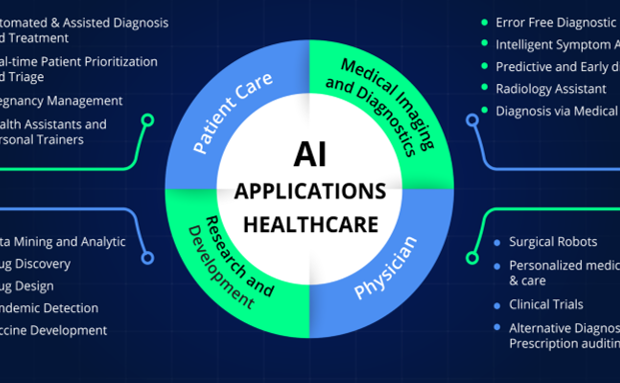 tomated & Assisted Diagnosis
d Treatment
al-time Patient Prioritization
d Triage
egnancy Management
alth Assistants and
rsonal Trainers
Error Free Diagnostic
Intelligent Symptom A
Predictive and Early d
Radiology Assistant
Diagnosis via Medical
Patient Care
Medical Imaging
and Diagnostics
AI
APPLICATIONS
HEALTHCARE
Research and
Development
Physician
ta Mining and Analytic
ug Discovery
ug Design
ndemic Detection
ccine Development
Surgical Robots
Personalized medic
& care
Clinical Trials
Alternative Diagnos
Prescription auditin